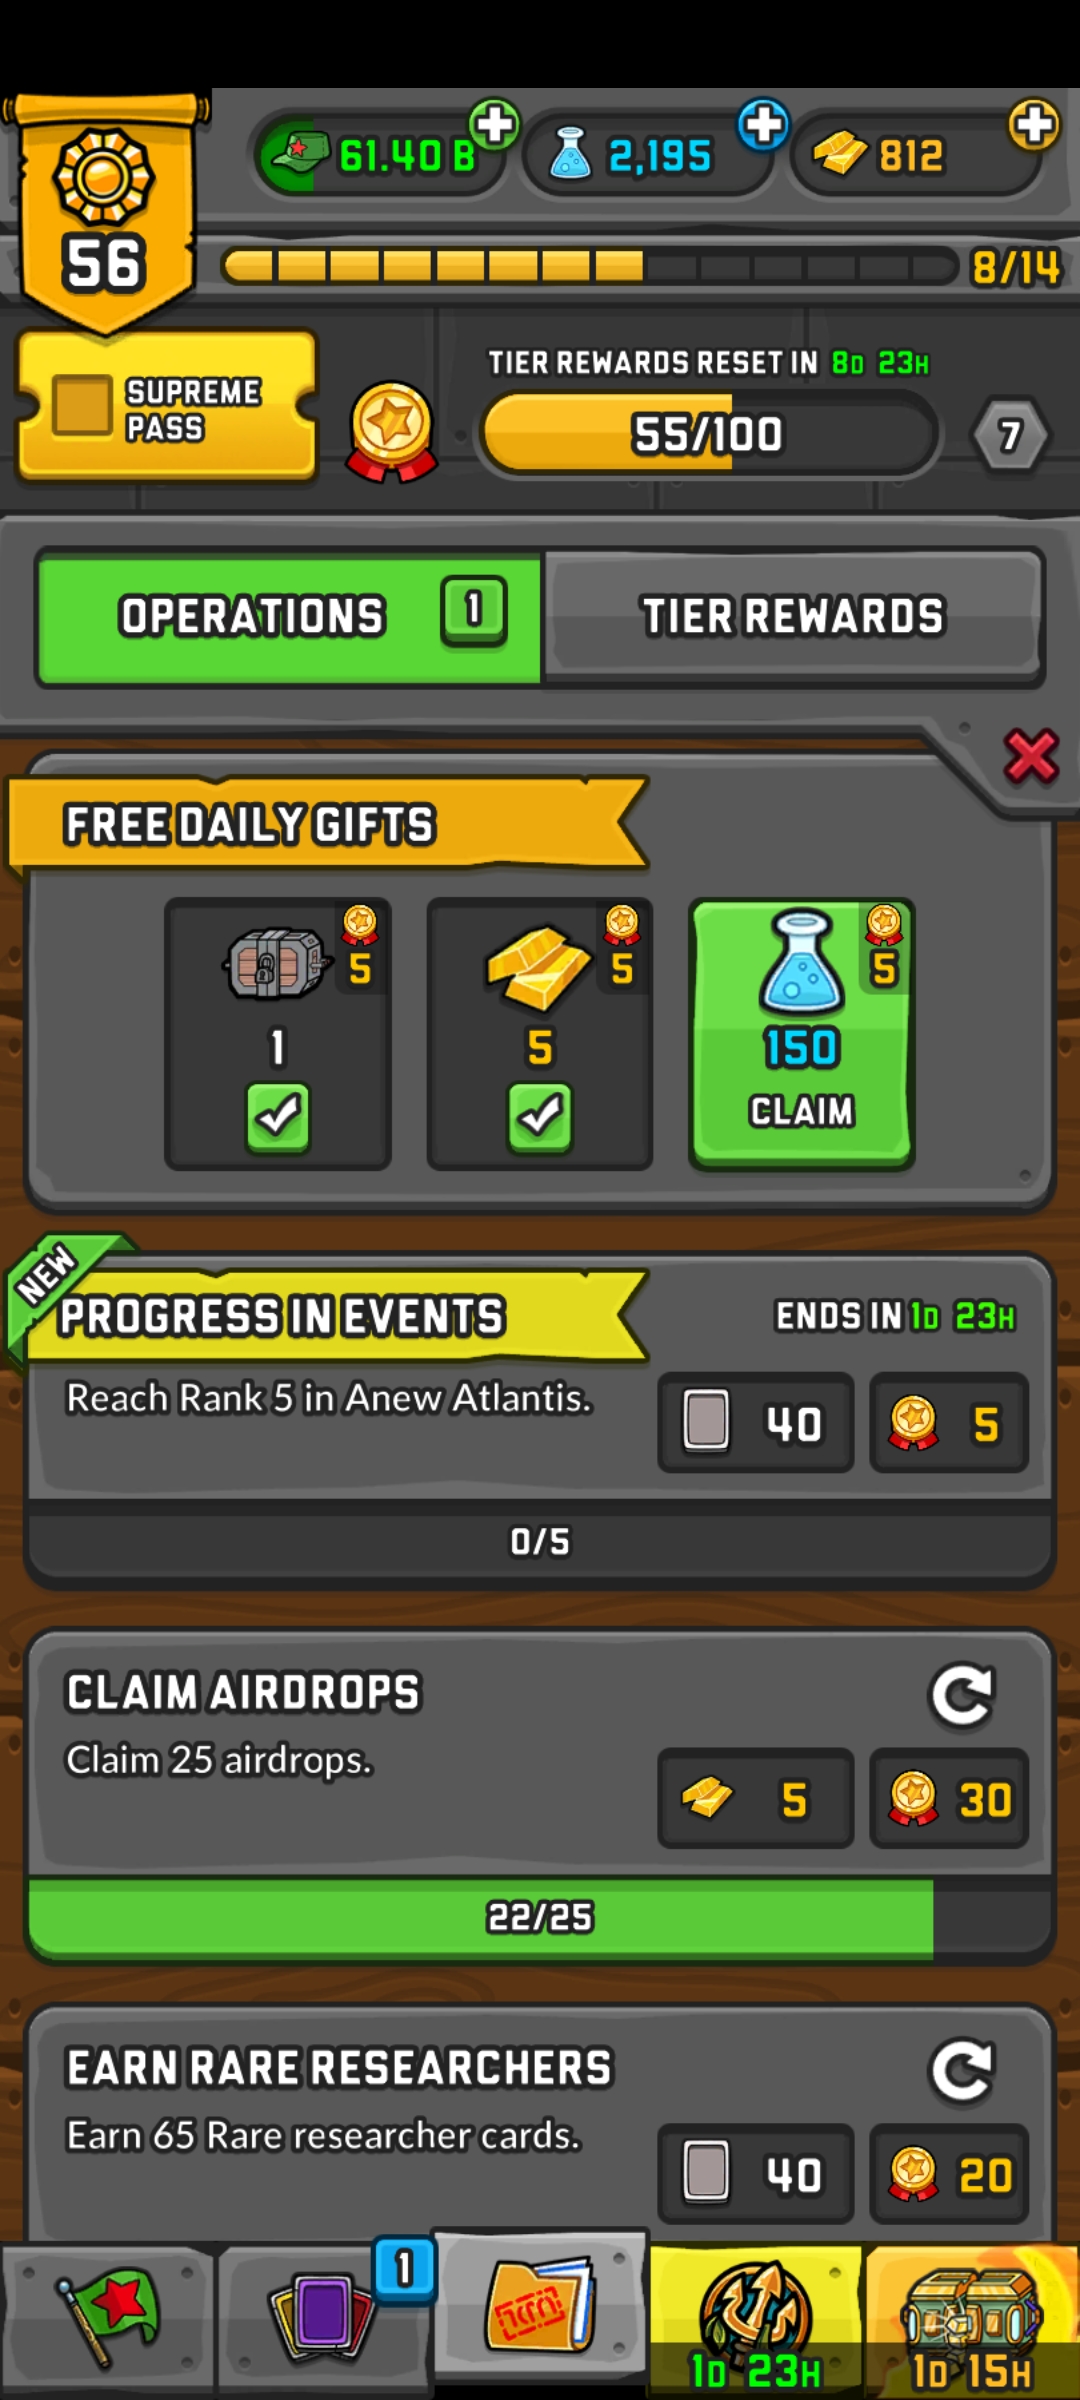 61.40 B
2,195
812
56
8/14
SUPREME
PASS
TIER REWARDS RESET IN 8D 23H
55/100
7
OPERATIONS 1
TIER REWARDS
FREE DAILY GIFTS
5
5
5
1
5
150
CLAIM
NEW
PROGRESS IN EVENTS
ENDS IN 1D 23H
Reach Rank 5 in Anew Atlantis.
40
5
0/5
CLAIM AIRDROPS
Claim 25 airdrops.
5
30
22/25
EARN RARE RESEARCHERS
Earn 65 Rare researcher cards.
40
20
1
1D 23H
1D 15H